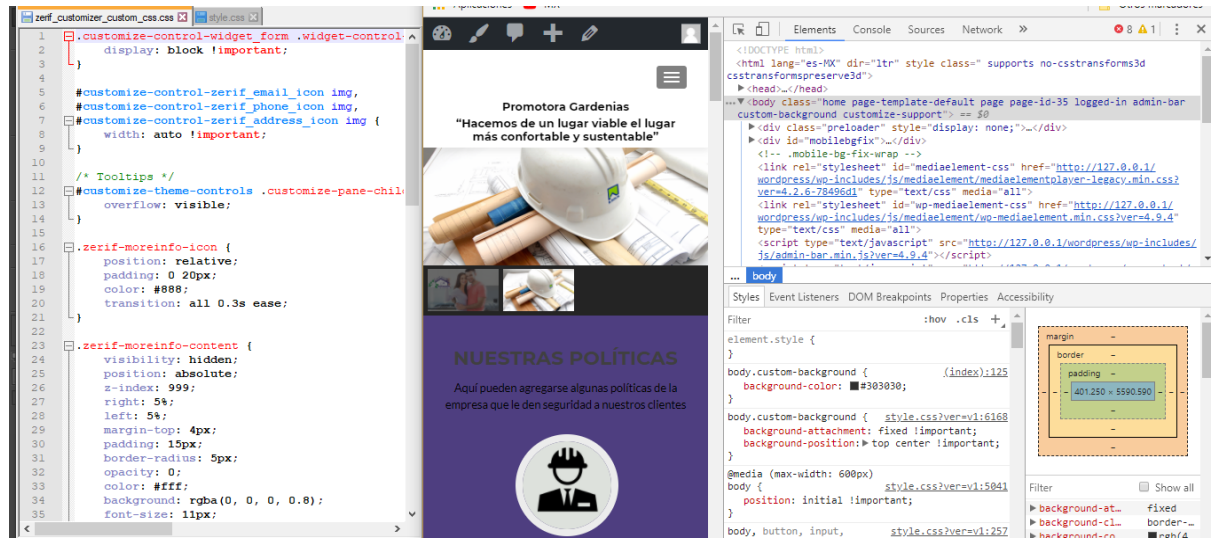 zerif_customizer_custom_css.css
style.css
1 .customize-control-widget_form .widget-control-
2 display: block !important;
3 }
4
5 #customize-control-zerif_email_icon img,
6 #customize-control-zerif_phone_icon img,
7 #customize-control-zerif_address_icon img {
8 width: auto !important;
9 }
10
11 /* Tooltips */
12 #customize-theme-controls .customize-pane-chil
13 overflow: visible;
14 }
15
16 .zerif-moreinfo-icon {
17 position: relative;
18 padding: 0 20px;
19 color: #888;
20 transition: all 0.3s ease;
21 }
22
23 .zerif-moreinfo-content {
24 visibility: hidden;
25 position: absolute;
26 z-index: 999;
27 right: 5%;
28 left: 5%;
29 margin-top: 4px;
30 padding: 15px;
31 border-radius: 5px;
32 opacity: 0;
33 color: #fff;
34 background: rgba(0, 0, 0, 0.8);
35 font-size: 11px;
Promotora Gardenias
“Hacemos de un lugar viable el lugar
más confortable y sustentable”
NUESTRAS POLÍTICAS
Aquí pueden agregarse algunas políticas de la
empresa que le den seguridad a nuestros clientes
Elements Console Sources Network » 8 1
<!DOCTYPE html>
<html lang="es-MX" dir="ltr" style class=" supports no-csstransforms3d
csstransformspreserve3d">
<head>…</head>
...<body class="home page-template-default page page-id-35 logged-in admin-bar
custom-background customize-support"> == $0
<div class="preloader" style="display: none;">…</div>
<div id="mobilebgfix">…</div>
<!-- .mobile-bg-fix-wrap -->
<link rel="stylesheet" id="mediaelement-css" href="http://127.0.0.1/
wordpress/wp-includes/js/mediaelement/mediaelementplayer-legacy.min.css?
ver=4.2.6-78496d1" type="text/css" media="all">
<link rel="stylesheet" id="wp-mediaelement-css" href="http://127.0.0.1/
wordpress/wp-includes/js/mediaelement/wp-mediaelement.min.css?ver=4.9.4"
type="text/css" media="all">
<script type="text/javascript" src="http://127.0.0.1/wordpress/wp-includes/
js/admin-bar.min.js?ver=4.9.4"></script>
... body
Styles Event Listeners DOM Breakpoints Properties Accessibility
Filter :hov .cls +
element.style {
}
body.custom-background { (index):125
background-color: #303030;
}
body.custom-background { style.css?ver=v1:6168
background-attachment: fixed !important;
background-position: top center !important;
}
@media (max-width: 600px)
body { style.css?ver=v1:5041
position: initial !important;
}
body, button, input, style.css?ver=v1:257
margin –
border –
padding –
401.250 × 5590.590
Filter Show all
background-at… fixed
background-cl… border-…